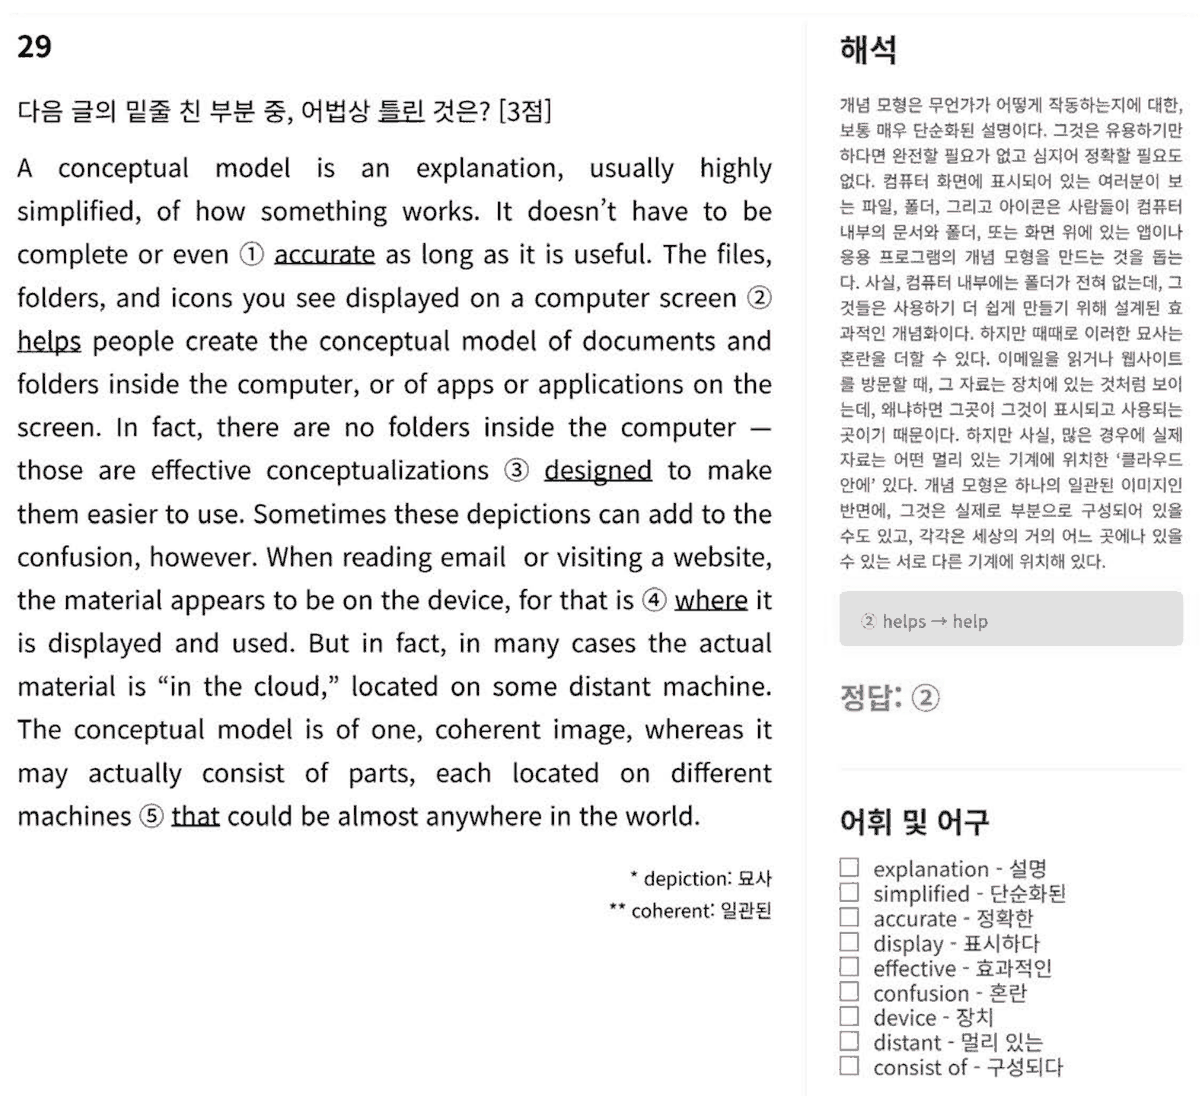 29
다음 글의 밑줄 친 부분 중, 어법상 틀린 것은? [3점]
A conceptual model is an explanation, usually highly
simplified, of how something works. It doesn't have to be
complete or even ① accurate as long as it is useful. The files,
folders, and icons you see displayed on a computer screen ②
helps people create the conceptual model of documents and
folders inside the computer, or of apps or applications on the
screen. In fact, there are no folders inside the computer —
those are effective conceptualizations ③ designed to make
them easier to use. Sometimes these depictions can add to the
confusion, however. When reading email or visiting a website,
the material appears to be on the device, for that is ④ where it
is displayed and used. But in fact, in many cases the actual
material is “in the cloud,” located on some distant machine.
The conceptual model is of one, coherent image, whereas it
may actually consist of parts, each located on different
machines ⑤ that could be almost anywhere in the world.
* depiction: 묘사
** coherent: 일관된
해석
개념 모형은 무언가가 어떻게 작동하는지에 대한,
보통 매우 단순화된 설명이다. 그것은 유용하기만
하다면 완전할 필요가 없고 심지어 정확할 필요도
없다. 컴퓨터 화면에 표시되어 있는 여러분이 보
는 파일, 폴더, 그리고 아이콘은 사람들이 컴퓨터
내부의 문서와 폴더, 또는 화면 위에 있는 앱이나
응용 프로그램의 개념 모형을 만드는 것을 돕는
다. 사실, 컴퓨터 내부에는 폴더가 전혀 없는데, 그
것들은 사용하기 더 쉽게 만들기 위해 설계된 효
과적인 개념화이다. 하지만 때때로 이러한 묘사는
혼란을 더할 수 있다. 이메일을 읽거나 웹사이트
를 방문할 때, 그 자료는 장치에 있는 것처럼 보이
는데, 왜냐하면 그곳이 그것이 표시되고 사용되는
곳이기 때문이다. 하지만 사실, 많은 경우에 실제
자료는 어떤 멀리 있는 기계에 위치한 ‘클라우드
안에’ 있다. 개념 모형은 하나의 일관된 이미지인
반면에, 그것은 실제로 부분으로 구성되어 있을
수도 있고, 각각은 세상의 거의 어느 곳에나 있을
수 있는 서로 다른 기계에 위치해 있다.
② helps → help
정답: ②
어휘 및 어구
explanation - 설명
simplified - 단순화된
accurate - 정확한
display - 표시하다
effective - 효과적인
confusion - 혼란
device - 장치
distant - 멀리 있는
consist of - 구성되다